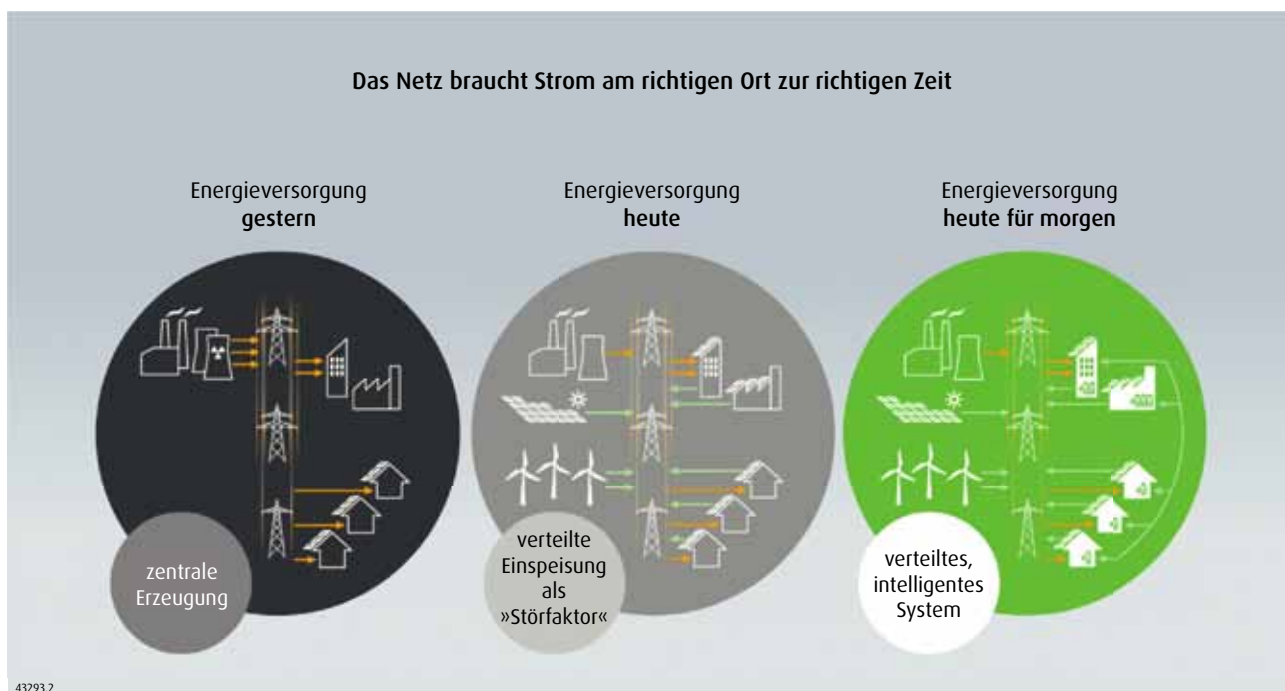 Das Netz braucht Strom am richtigen Ort zur richtigen Zeit
Energieversorgung
gestern
Energieversorgung
heute
Energieversorgung
heute für morgen
zentrale
Erzeugung
verteilte
Einspeisung
als
»Störfaktor«
verteiltes,
intelligentes
System
43293.2